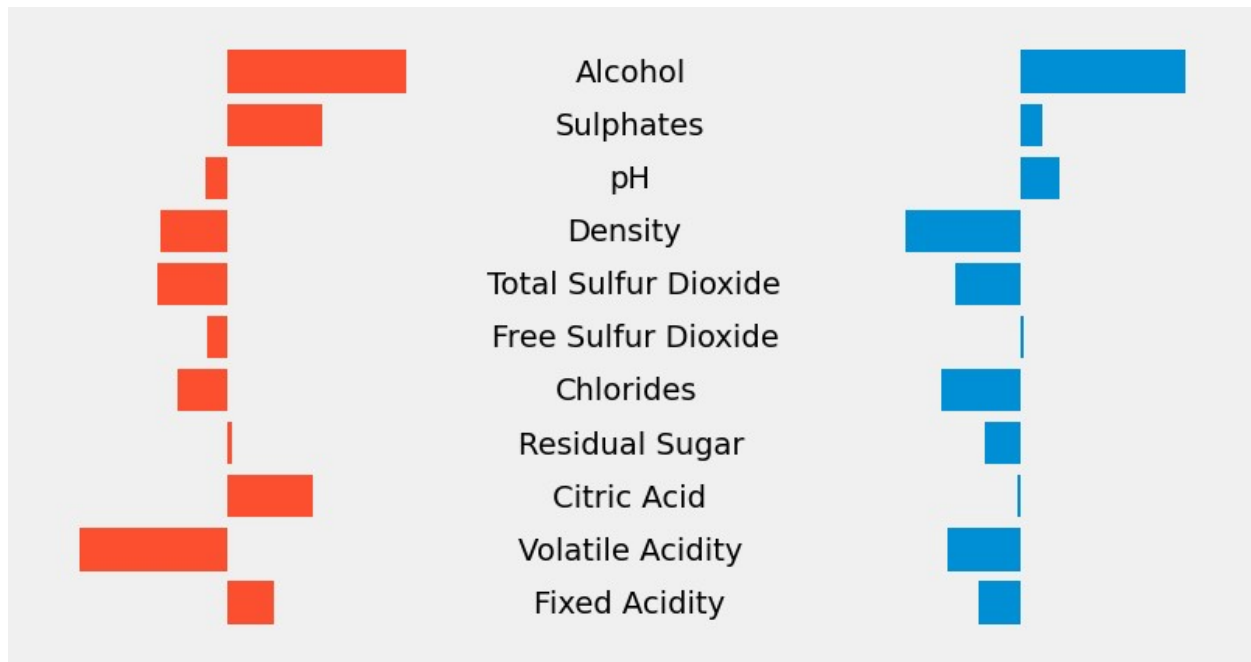 Alcohol
Sulphates
pH
Density
Total Sulfur Dioxide
Free Sulfur Dioxide
Chlorides
Residual Sugar
Citric Acid
Volatile Acidity
Fixed Acidity